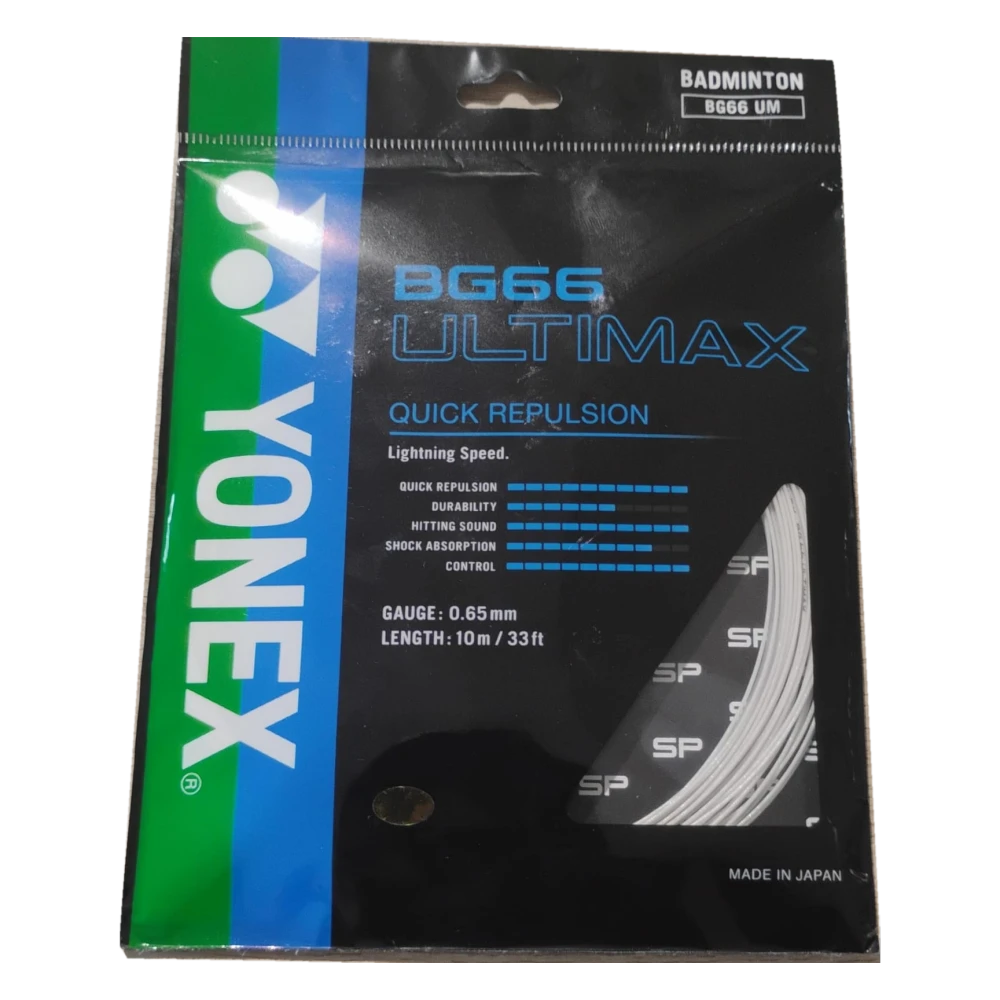 BADMINTON
BG66 UM
YONEX®
BG66
ULTIMAX
QUICK REPULSION
Lightning Speed.
QUICK REPULSION
DURABILITY
HITTING SOUND
SHOCK ABSORPTION
CONTROL
GAUGE: 0.65mm
LENGTH: 10m / 33ft
SP
SP
SP
SP
SP
SP
MADE IN JAPAN